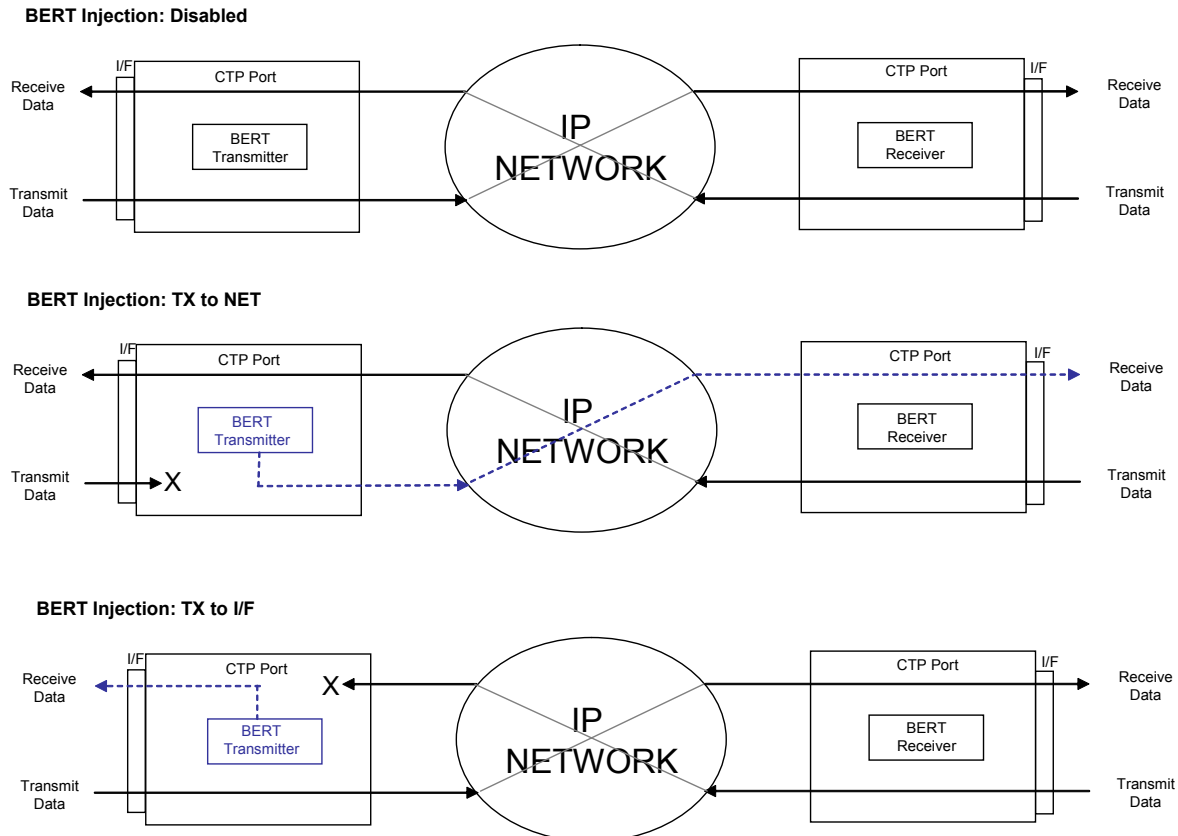 BERT Injection: Disabled
I/F
CTP Port
CTP Port
I/F
Receive
Data
Receive
Data
BERT
Transmitter
IP
NETWORK
BERT
Receiver
Transmit
Data
Transmit
Data
BERT Injection: TX to NET
I/F
CTP Port
CTP Port
I/F
Receive
Data
Receive
Data
BERT
Transmitter
IP
NETWORK
BERT
Receiver
Transmit
Data
X
Transmit
Data
BERT Injection: TX to I/F
I/F
CTP Port
CTP Port
I/F
Receive
Data
X
Receive
Data
BERT
Transmitter
IP
NETWORK
BERT
Receiver
Transmit
Data
Transmit
Data